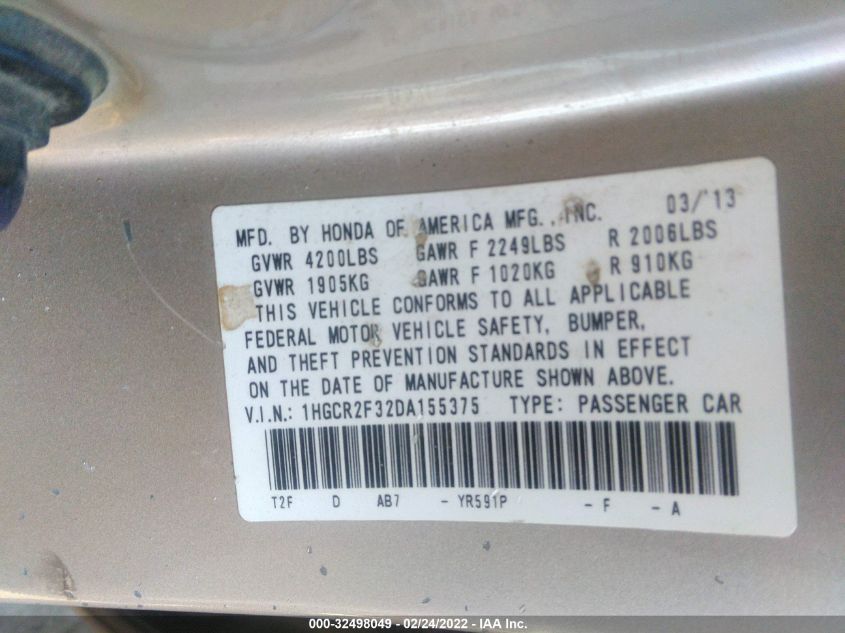 MFD. BY HONDA OF AMERICA MFG., INC. 03/'13
GVWR 4200LBS GAWR F 2249LBS R 2006LBS
GVWR 1905KG GAWR F 1020KG R 910KG
THIS VEHICLE CONFORMS TO ALL APPLICABLE
FEDERAL MOTOR VEHICLE SAFETY, BUMPER,
AND THEFT PREVENTION STANDARDS IN EFFECT
ON THE DATE OF MANUFACTURE SHOWN ABOVE.
V.I.N.: 1HGCR2F32DA155375 TYPE: PASSENGER CAR
T2F D AB7 - YR591P - F - A
000-32498049 - 02/24/2022 - IAA Inc.